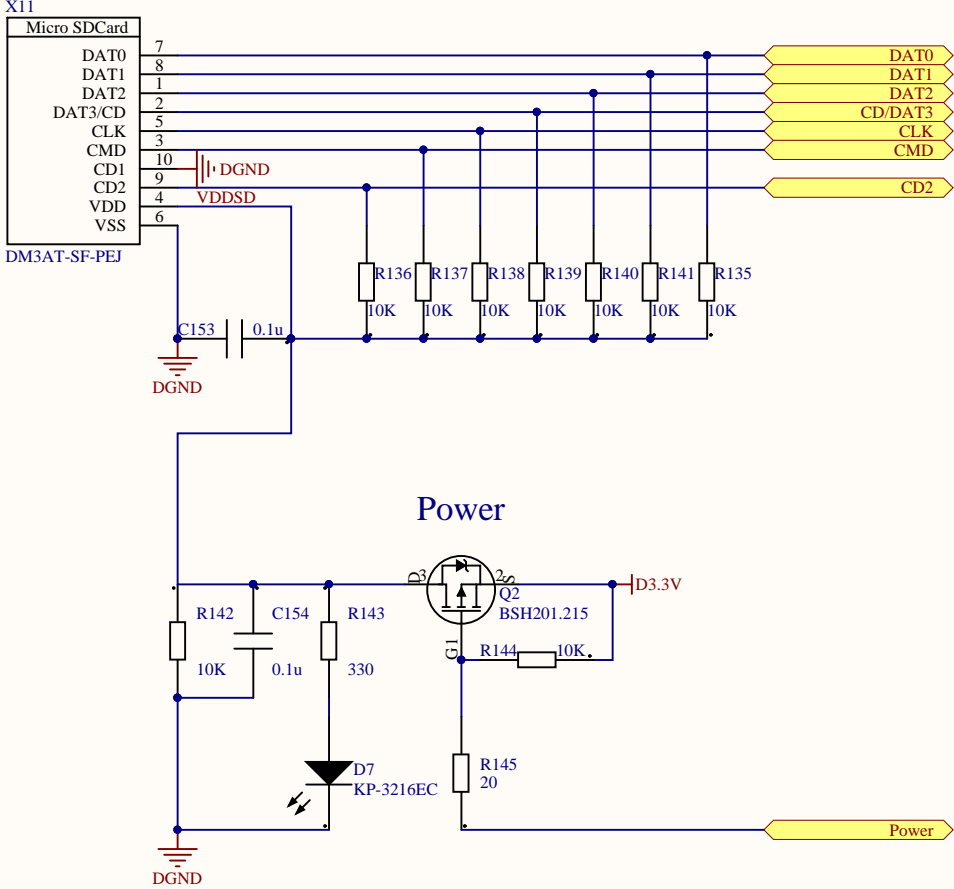 X11
Micro SDCard
DAT0 7 DAT0
DAT1 8 DAT1
DAT2 1 DAT2
DAT3/CD 2 CD/DAT3
CLK 5 CLK
CMD 3 CMD
CD1 10 DGND
CD2 9 CD2
VDD 4 VDDSD
VSS 6
DM3AT-SF-PEJ
R136 R137 R138 R139 R140 R141 R135
10K 10K 10K 10K 10K 10K 10K
C153 0.1u
DGND
Power
D 3 2 S D3.3V
Q2
R142 C154 R143 BSH201.215
G 1 R144 10K
10K 0.1u 330
D7 R145
KP-3216EC 20
Power
DGND